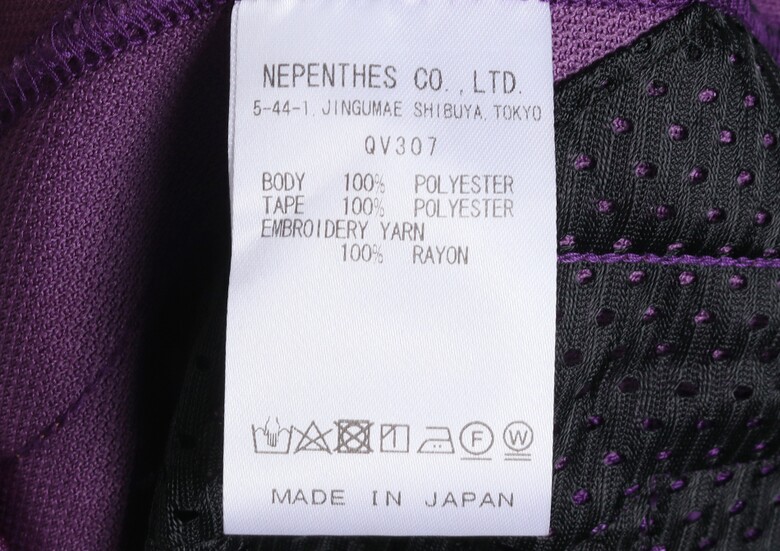 NEPENTHES CO.,LTD.
5-44-1, JINGUMAE SHIBUYA, TOKYO
QV307
BODY 100% POLYESTER
TAPE 100% POLYESTER
EMBROIDERY YARN
100% RAYON
F W
MADE IN JAPAN